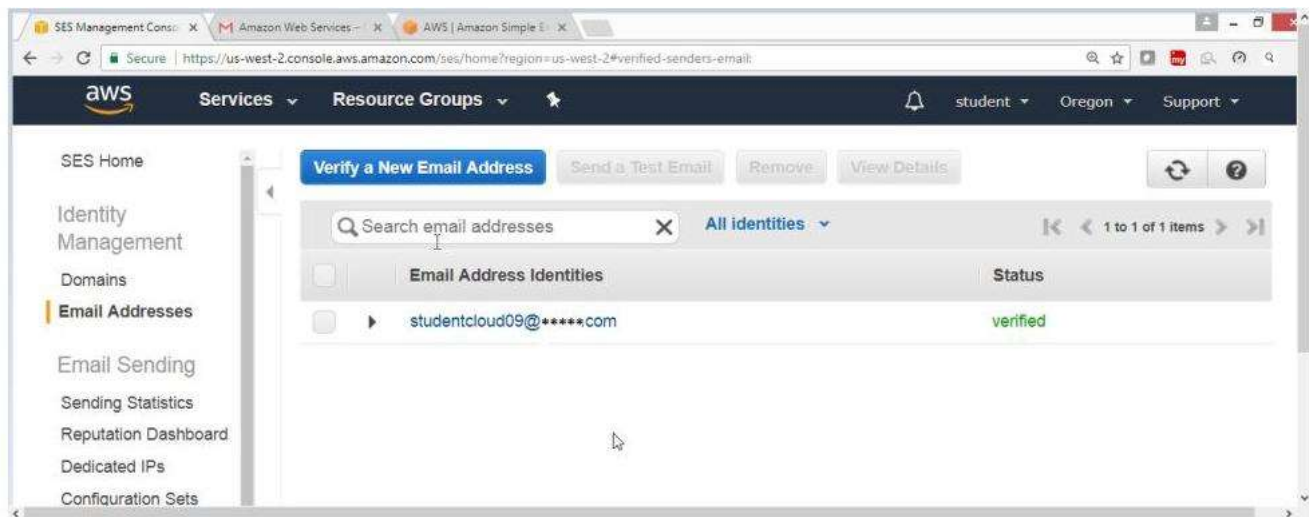 SES Management Conso
Amazon Web Services –
AWS | Amazon Simple E
Secure https://us-west-2.console.aws.amazon.com/ses/home?region=us-west-2#verified-senders-email:
my
aws Services Resource Groups student Oregon Support
SES Home
Verify a New Email Address Send a Test Email Remove View Details
Identity
Management
Search email addresses All identities 1 to 1 of 1 items
Domains
Email Address Identities Status
Email Addresses
studentcloud09@*****com verified
Email Sending
Sending Statistics
Reputation Dashboard
Dedicated IPs
Configuration Sets